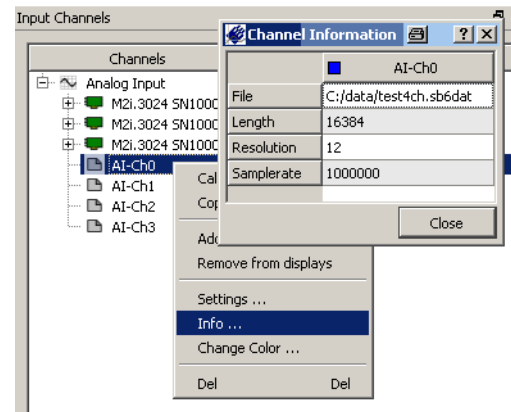 Input Channels
Channels
Analog Input
M2i.3024 SN1000
M2i.3024 SN1000
M2i.3024 SN1000
AI-Ch0
AI-Ch1
AI-Ch2
AI-Ch3
Channel Information
AI-Ch0
File C:/data/test4ch.sb6dat
Length 16384
Resolution 12
Samplerate 1000000
Close
Remove from displays
Settings ...
Info ...
Change Color ...
Del Del